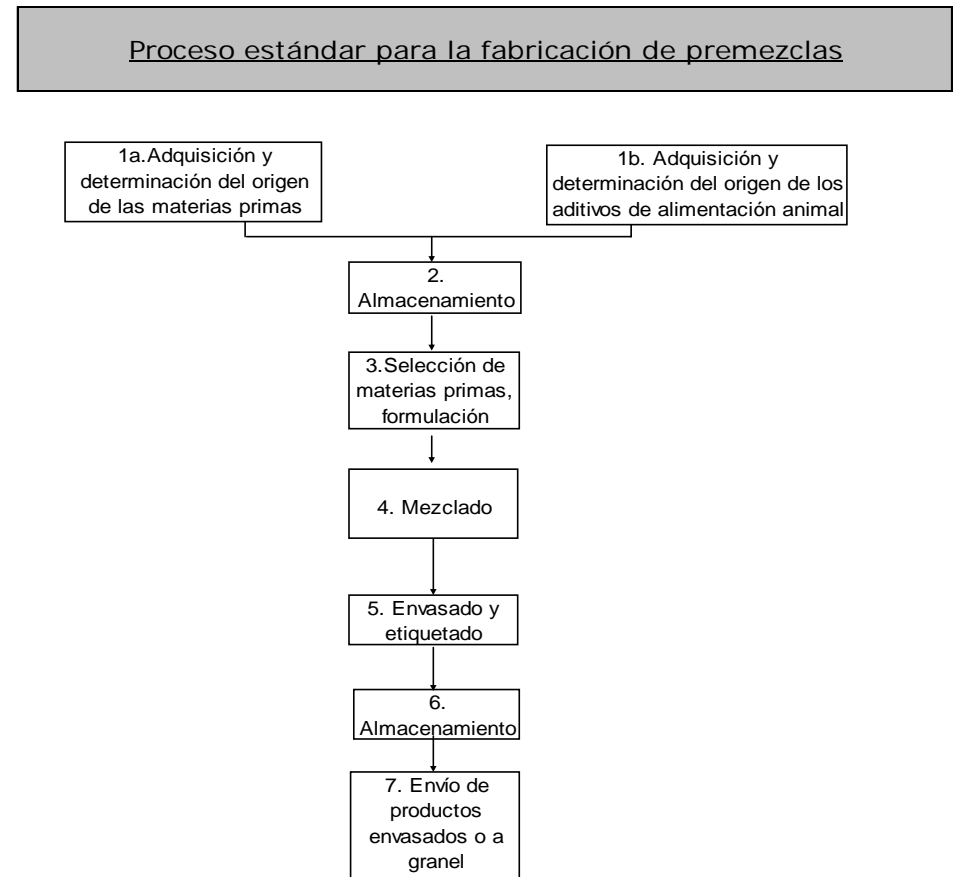 Proceso estándar para la fabricación de premezclas
1a.Adquisición y
determinación del origen
de las materias primas
1b. Adquisición y
determinación del origen de los
aditivos de alimentación animal
2.
Almacenamiento
3.Selección de
materias primas,
formulación
4. Mezclado
5. Envasado y
etiquetado
6.
Almacenamiento
7. Envío de
productos
envasados o a
granel